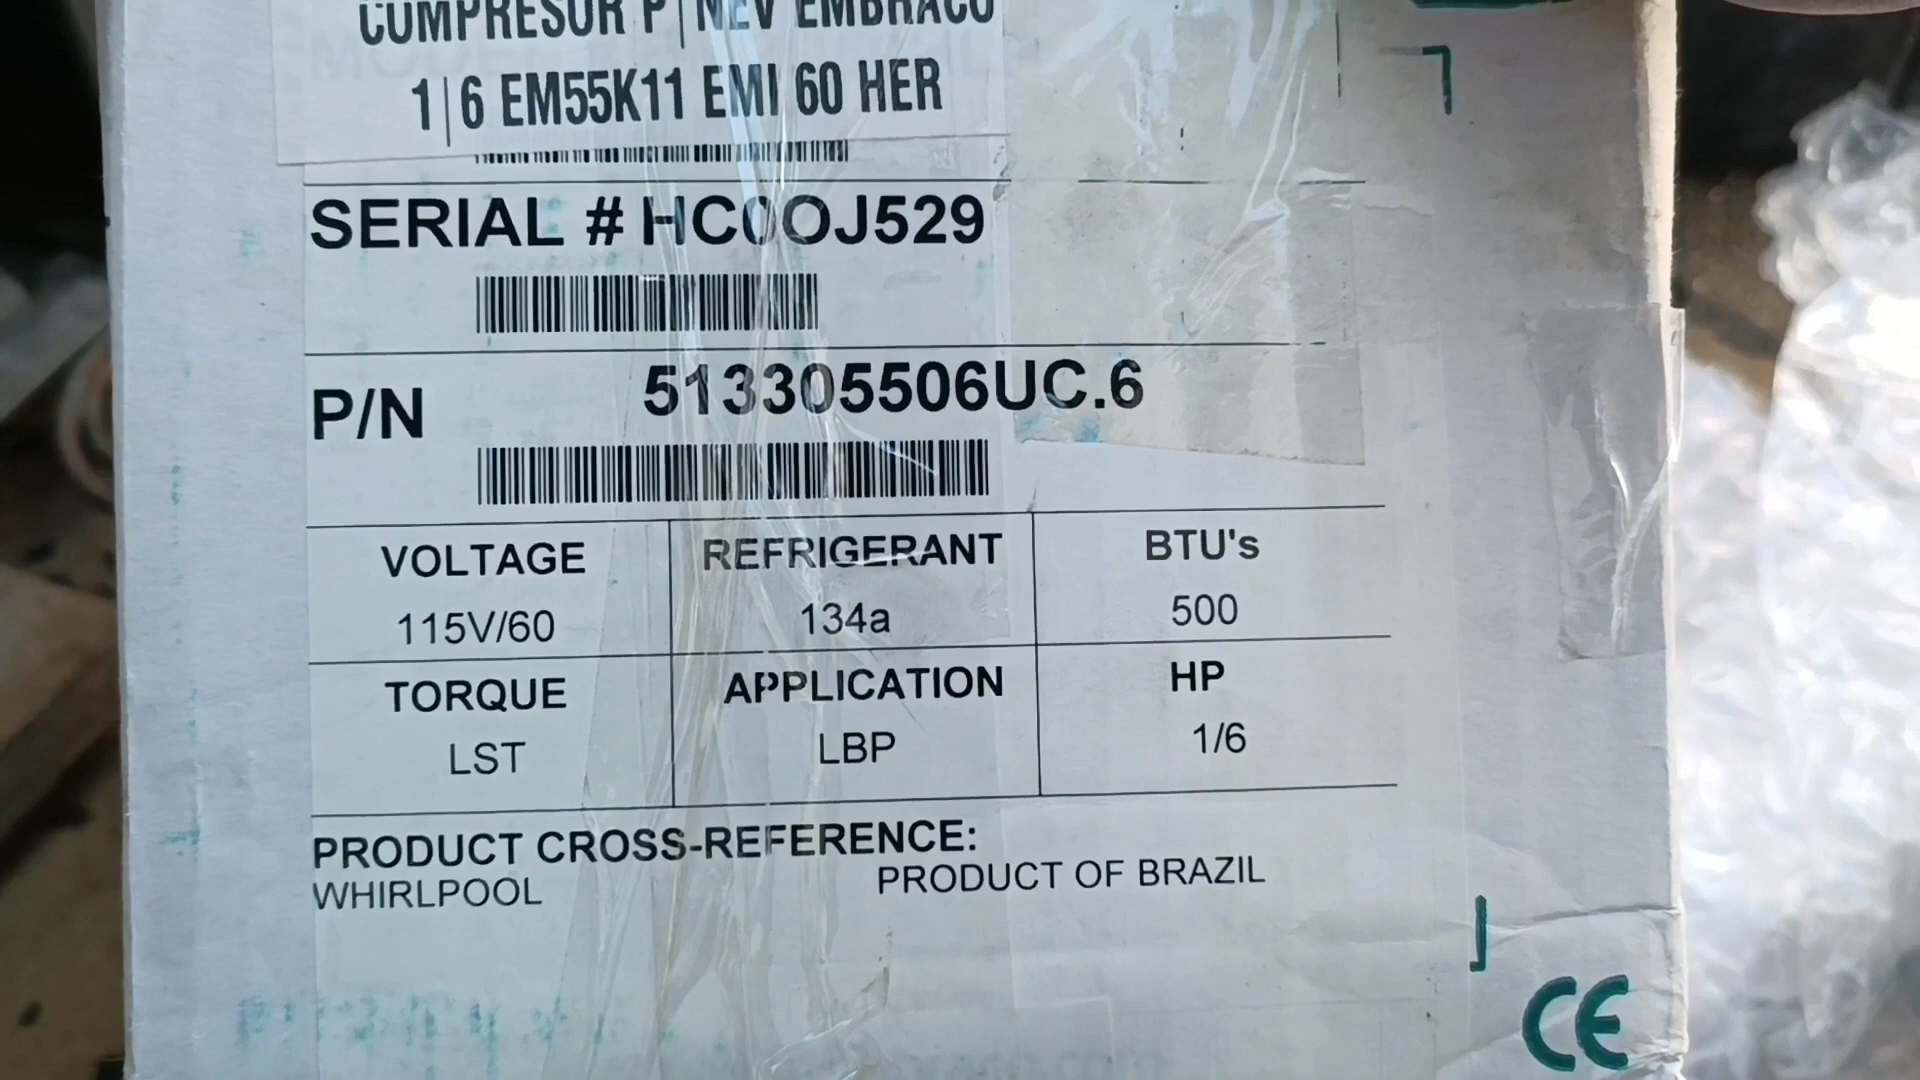 COMPRESOR P|NEV EMBRACO
1|6 EM55K11 EMI 60 HER
SERIAL # HC0OJ529
P/N 513305506UC.6
VOLTAGE REFRIGERANT BTU's
115V/60 134a 500
TORQUE APPLICATION HP
LST LBP 1/6
PRODUCT CROSS-REFERENCE:
WHIRLPOOL PRODUCT OF BRAZIL
CE